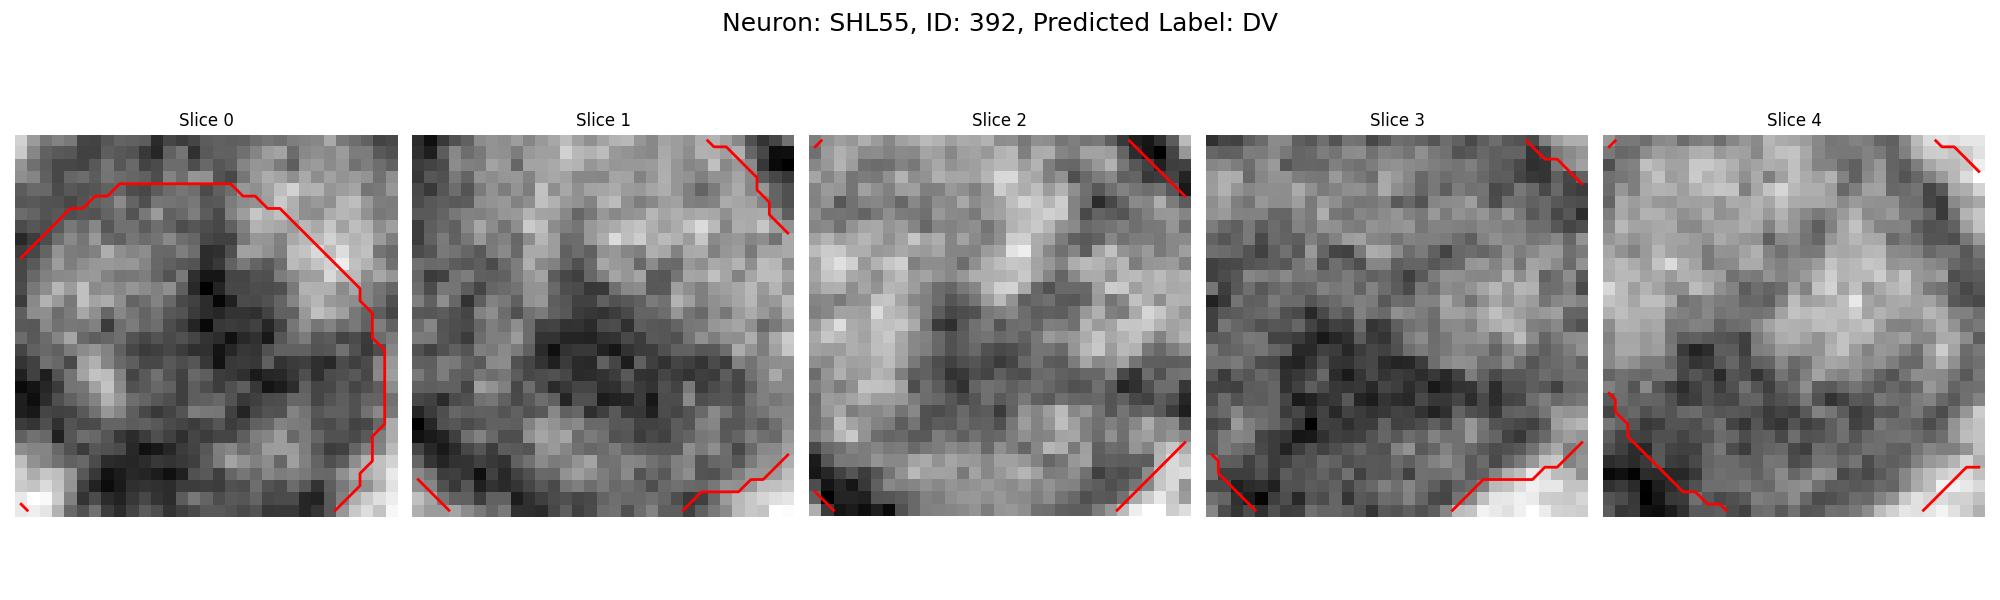 Neuron: SHL55, ID: 392, Predicted Label: DV
Slice 0
Slice 1
Slice 2
Slice 3
Slice 4